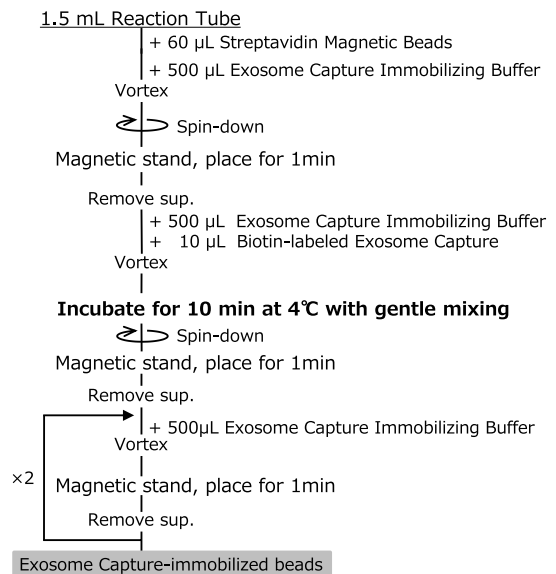 1.5 mL Reaction Tube
+ 60 µL Streptavidin Magnetic Beads
+ 500 µL Exosome Capture Immobilizing Buffer
Vortex
Spin-down
Magnetic stand, place for 1min
Remove sup.
+ 500 µL Exosome Capture Immobilizing Buffer
+ 10 µL Biotin-labeled Exosome Capture
Vortex
Incubate for 10 min at 4℃ with gentle mixing
Spin-down
Magnetic stand, place for 1min
Remove sup.
+ 500µL Exosome Capture Immobilizing Buffer
Vortex
×2
Magnetic stand, place for 1min
Remove sup.
Exosome Capture-immobilized beads